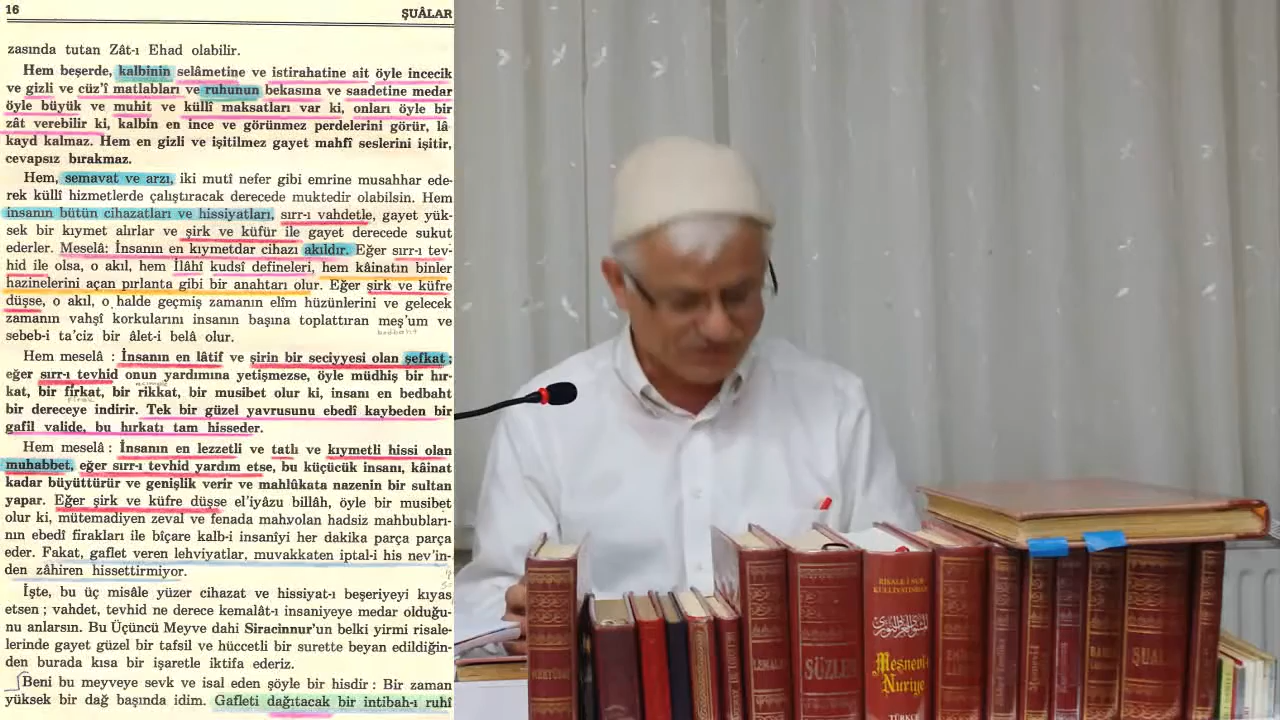 16
ŞUÂLAR
zasında tutan Zât-ı Ehad olabilir.
Hem beşerde, kalbinin selâmetine ve istirahatine ait öyle incecik
ve gizli ve cüz'î matlabları ve ruhunun bekasına ve saadetine medar
öyle büyük ve muhit ve küllî maksatları var ki, onları öyle bir
zât verebilir ki, kalbin en ince ve görünmez perdelerini görür, lâ
kayd kalmaz. Hem en gizli ve işitilmez gayet mahfî seslerini işitir,
cevapsız bırakmaz.
Hem, semavat ve arzı, iki mutî nefer gibi emrine musahhar ede-
rek küllî hizmetlerde çalıştıracak derecede muktedir olabilsin. Hem
insanın bütün cihazatları ve hissiyatları, sırr-ı vahdetle, gayet yük-
sek bir kıymet alırlar ve şirk ve küfür ile gayet derecede sukut
ederler. Meselâ: İnsanın en kıymetdar cihazı akıldır. Eğer sırr-ı tev-
hid ile olsa, o akıl, hem İlâhî kudsî defineleri, hem kâinatın binler
hazinelerini açan pırlanta gibi bir anahtarı olur. Eğer şirk ve küfre
düşse, o akıl, o halde geçmiş zamanın elîm hüzünlerini ve gelecek
zamanın vahşî korkularını insanın başına toplattıran meş'um ve
bedbaht
sebeb-i ta'ciz bir âlet-i belâ olur.
Hem meselâ : İnsanın en lâtif ve şirin bir seciyyesi olan şefkat ;
eğer sırr-ı tevhid onun yardımına yetişmezse, öyle müdhiş bir hır-
kat, bir firkat, bir rikkat, bir musibet olur ki, insanı en bedbaht
bir dereceye indirir. Tek bir güzel yavrusunu ebedî kaybeden bir
gafil valide, bu hırkatı tam hisseder.
Hem meselâ : İnsanın en lezzetli ve tatlı ve kıymetli hissi olan
muhabbet, eğer sırr-ı tevhid yardım etse, bu küçücük insanı, kâinat
kadar büyüttürür ve genişlik verir ve mahlûkata nazenin bir sultan
yapar. Eğer şirk ve küfre düşse el'iyâzu billâh, öyle bir musibet
olur ki, mütemadiyen zeval ve fenada mahvolan hadsiz mahbubları-
nın ebedî firakları ile bîçare kalb-i insanîyi her dakika parça parça
eder. Fakat, gaflet veren lehviyatlar, muvakkaten iptal-i his nev'in-
den zâhiren hissettirmiyor.
İşte, bu üç misâle yüzer cihazat ve hissiyat-ı beşeriyeyi kıyas
etsen ; vahdet, tevhid ne derece kemalât-ı insaniyeye medar olduğu-
nu anlarsın. Bu Üçüncü Meyve dahi Siracinnur'un belki yirmi risale-
lerinde gayet güzel bir tafsil ve hüccetli bir surette beyan edildiğin-
den burada kısa bir işaretle iktifa ederiz.
Beni bu meyveye sevk ve isal eden şöyle bir hisdir : Bir zaman
yüksek bir dağ başında idim. Gafleti dağıtacak bir intibah-ı ruhî
MEKTUBAT
LEM'ALAR
SÖZLER
RİSALE-İ NUR
KÜLLİYATINDAN
Mesnevî-i
Nuriye
TÜRKÇE
ŞUALAR